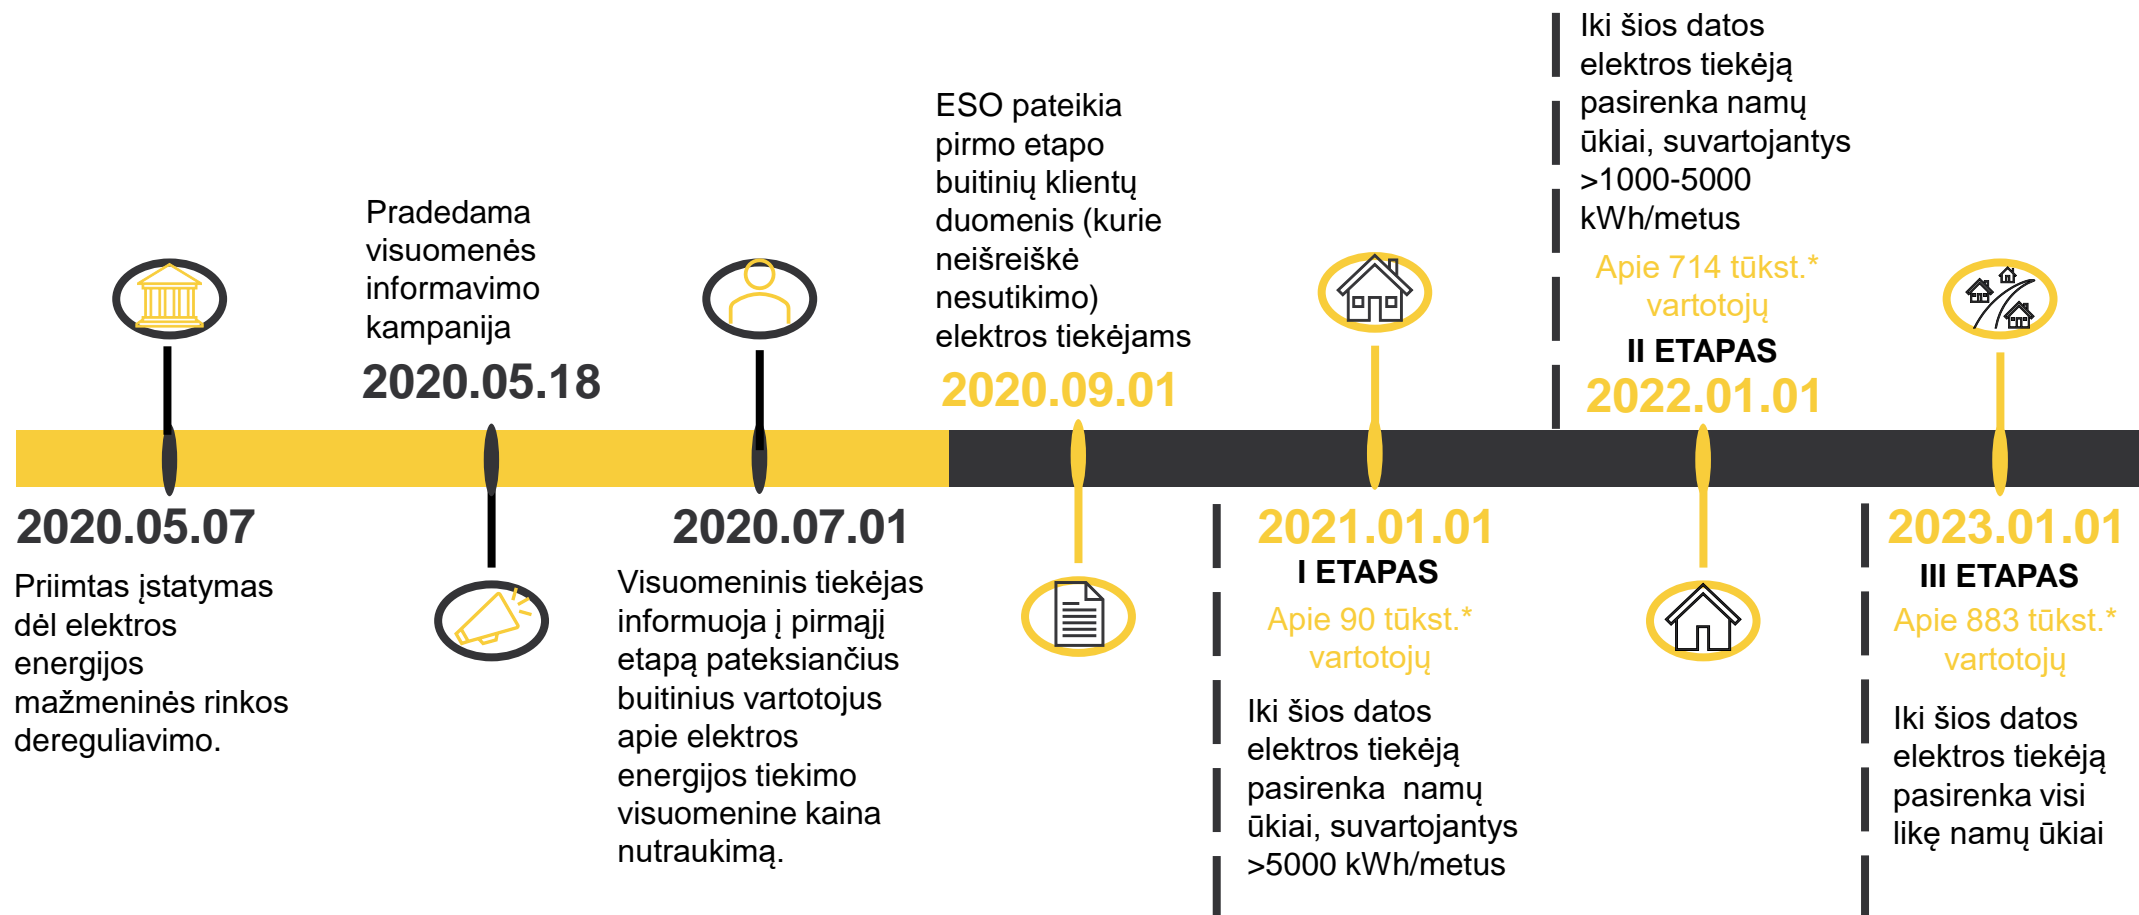 2020.05.07
Priimtas įstatymas
dėl elektros
energijos
mažmeninės rinkos
dereguliavimo.
Pradedama
visuomenės
informavimo
kampanija
2020.05.18
2020.07.01
Visuomeninis tiekėjas
informuoja į pirmąjį
etapą pateksiančius
buitinius vartotojus
apie elektros
energijos tiekimo
visuomenine kaina
nutraukimą.
ESO pateikia
pirmo etapo
buitinių klientų
duomenis (kurie
neišreiškė
nesutikimo)
elektros tiekėjams
2020.09.01
2021.01.01
I ETAPAS
Apie 90 tūkst.*
vartotojų
Iki šios datos
elektros tiekėją
pasirenka  namų
ūkiai, suvartojantys
>5000 kWh/metus
Iki šios datos
elektros tiekėją
pasirenka namų
ūkiai, suvartojantys
>1000-5000
kWh/metus
Apie 714 tūkst.*
vartotojų
II ETAPAS
2022.01.01
2023.01.01
III ETAPAS
Apie 883 tūkst.*
vartotojų
Iki šios datos
elektros tiekėją
pasirenka visi
likę namų ūkiai